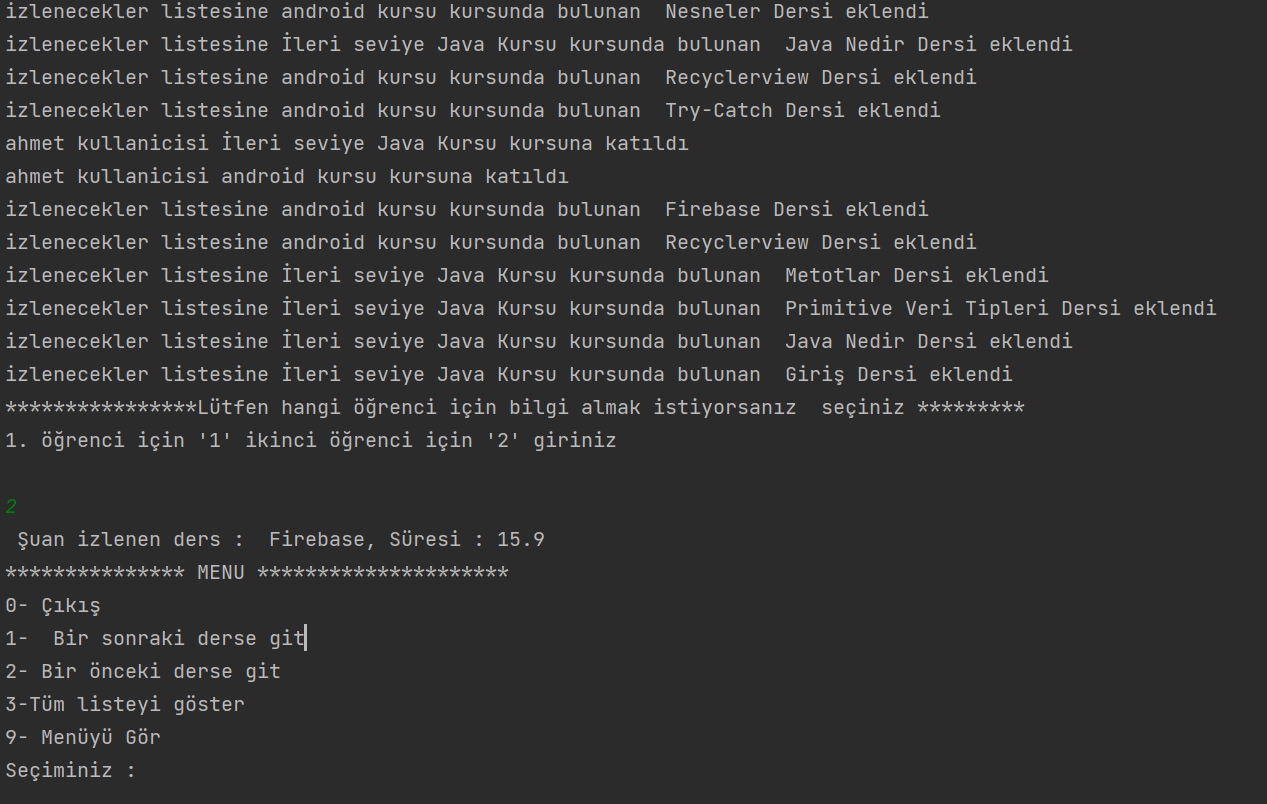 izlenecekler listesine android kursu kursunda bulunan  Nesneler Dersi eklendi
izlenecekler listesine İleri seviye Java Kursu kursunda bulunan  Java Nedir Dersi eklendi
izlenecekler listesine android kursu kursunda bulunan  Recyclerview Dersi eklendi
izlenecekler listesine android kursu kursunda bulunan  Try-Catch Dersi eklendi
ahmet kullanicisi İleri seviye Java Kursu kursuna katıldı
ahmet kullanicisi android kursu kursuna katıldı
izlenecekler listesine android kursu kursunda bulunan  Firebase Dersi eklendi
izlenecekler listesine android kursu kursunda bulunan  Recyclerview Dersi eklendi
izlenecekler listesine İleri seviye Java Kursu kursunda bulunan  Metotlar Dersi eklendi
izlenecekler listesine İleri seviye Java Kursu kursunda bulunan  Primitive Veri Tipleri Dersi eklendi
izlenecekler listesine İleri seviye Java Kursu kursunda bulunan  Java Nedir Dersi eklendi
izlenecekler listesine İleri seviye Java Kursu kursunda bulunan  Giriş Dersi eklendi
****************Lütfen hangi öğrenci için bilgi almak istiyorsanız  seçiniz *********
1. öğrenci için '1' ikinci öğrenci için '2' giriniz
2
 Şuan izlenen ders :  Firebase, Süresi : 15.9
*************** MENU *********************
0- Çıkış
1-  Bir sonraki derse git
2- Bir önceki derse git
3-Tüm listeyi göster
9- Menüyü Gör
Seçiminiz :